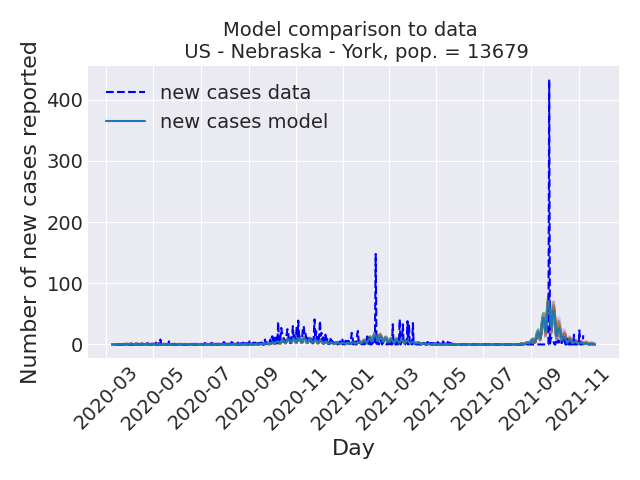 Model comparison to data
US - Nebraska - York, pop. = 13679
Number of new cases reported
400
300
200
100
0
new cases data
new cases model
2020-03
2020-05
2020-07
2020-09
2020-11
2021-01
2021-03
2021-05
2021-07
2021-09
2021-11
Day